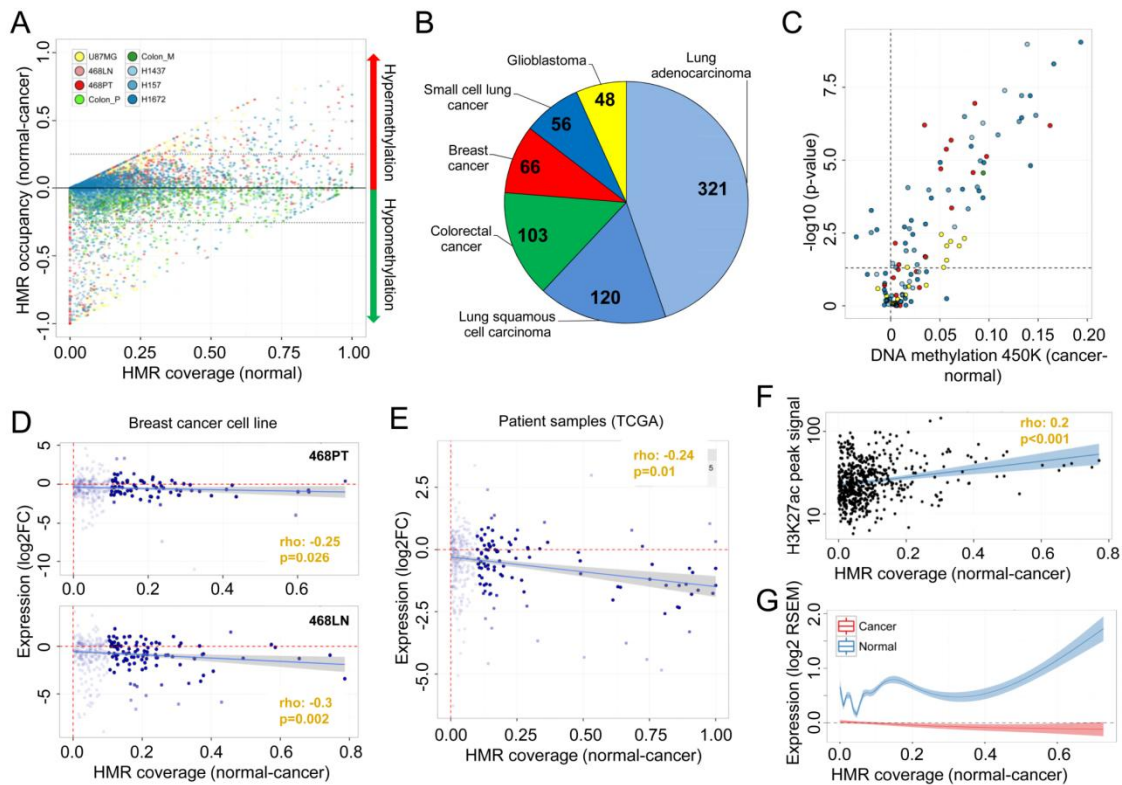 A
HMR occupancy (normal-cancer)
1.0
0.5
0.0
-0.5
-1.0
U87MG
468LN
468PT
Colon_P
Colon_M
H1437
H157
H1672
Hypermethylation
Hypomethylation
0.00 0.25 0.50 0.75 1.00
HMR coverage (normal)
B
Glioblastoma
Lung
adenocarcinoma
Small cell lung
cancer
Breast
cancer
Colorectal
cancer
Lung squamous
cell carcinoma
48
56
66
103
120
321
C
-log10 (p-value)
7.5
5.0
2.5
0
0 0.05 0.10 0.15 0.20
DNA methylation 450K (cancer-
normal)
D
Breast cancer cell line
Expression (log2FC)
468PT
5
0
-5
-10
rho: -0.25
p=0.026
0.0 0.2 0.4 0.6
468LN
0
-5
rho: -0.3
p=0.002
0.0 0.2 0.4 0.6 0.8
HMR coverage (normal-cancer)
E
Patient samples (TCGA)
Expression (log2FC)
rho: -0.24
p=0.01
5
2.5
0.0
-2.5
-5.0
0.00 0.25 0.50 0.75 1.00
HMR coverage (normal-cancer)
F
H3K27ac peak signal
100
10
rho: 0.2
p<0.001
0.0 0.2 0.4 0.6 0.8
HMR coverage (normal-cancer)
G
Expression (log2 RSEM)
2.0
1.0
0.0
Cancer
Normal
0 0.2 0.4 0.6
HMR coverage (normal-cancer)